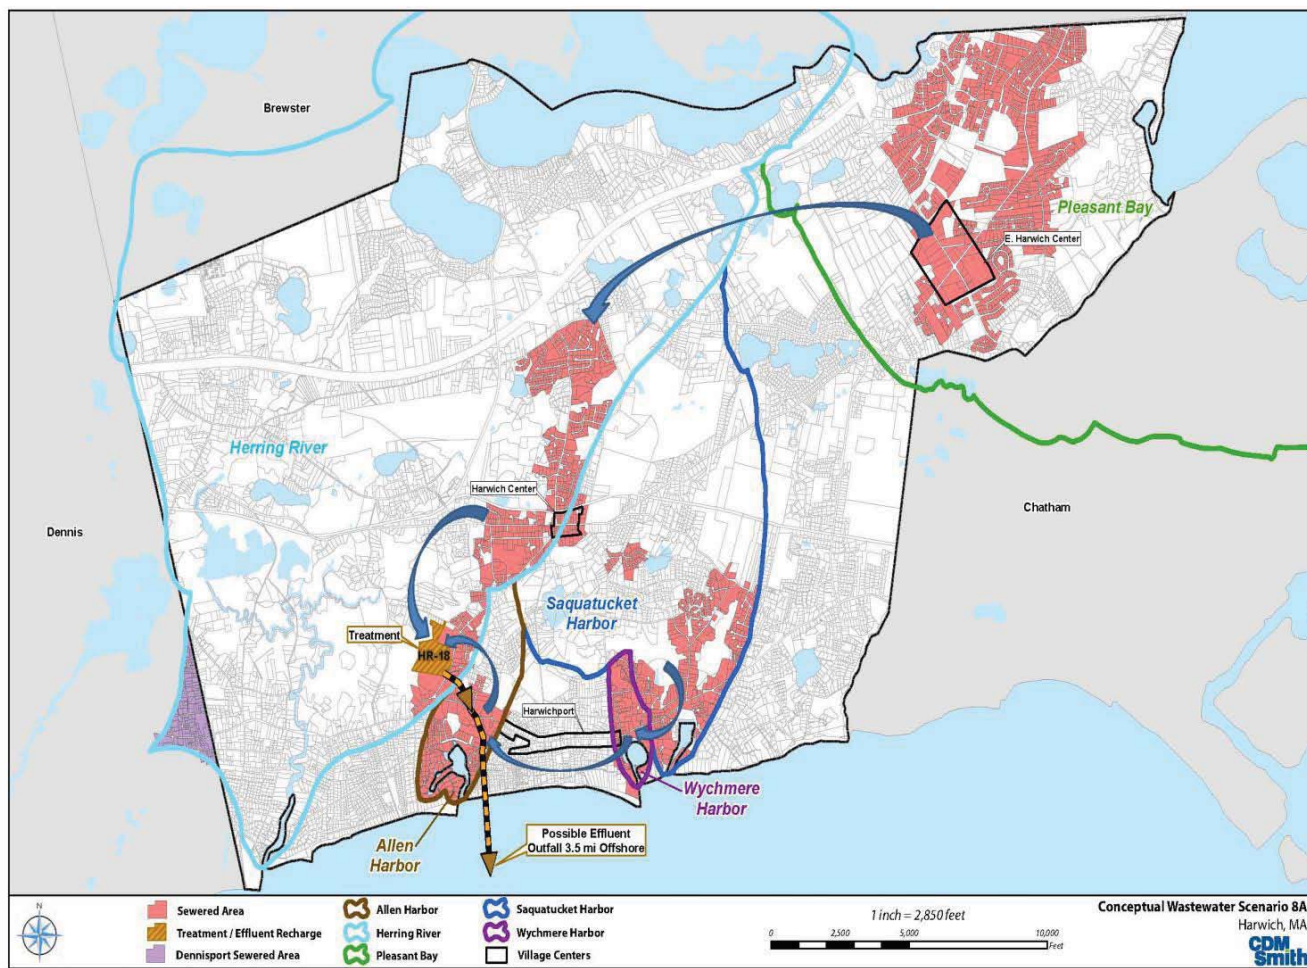 Brewster
Pleasant Bay
E. Harwich Center
Herring River
Harwich Center
Dennis
Chatham
Saquatucket
Harbor
Treatment
HR-18
Harwichport
Wychmere
Harbor
Allen
Harbor
Possible Effluent
Outfall 3.5 mi Offshore
N
Sewered Area
Treatment / Effluent Recharge
Dennisport Sewered Area
Allen Harbor
Herring River
Pleasant Bay
Saquatucket Harbor
Wychmere Harbor
Village Centers
1 inch = 2,850 feet
0 2,500 5,000 10,000
Feet
Conceptual Wastewater Scenario 8A
Harwich, MA
CDM
Smith